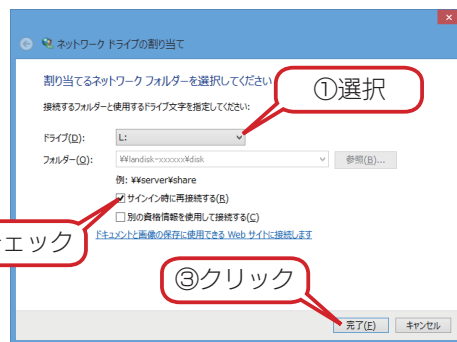 ネットワーク ドライブの割り当て
割り当てるネットワーク フォルダーを選択してください
①選択
接続するフォルダーと使用するドライブ文字を指定してください:
ドライブ(D): L:
フォルダー(O): ¥¥landisk-xxxxxx¥disk 参照(B)...
例: ¥¥server¥share
サインイン時に再接続する(R)
別の資格情報を使用して接続する(C)
ェック
ドキュメントと画像の保存に使用できる Web サイトに接続します
③クリック
完了(F) キャンセル